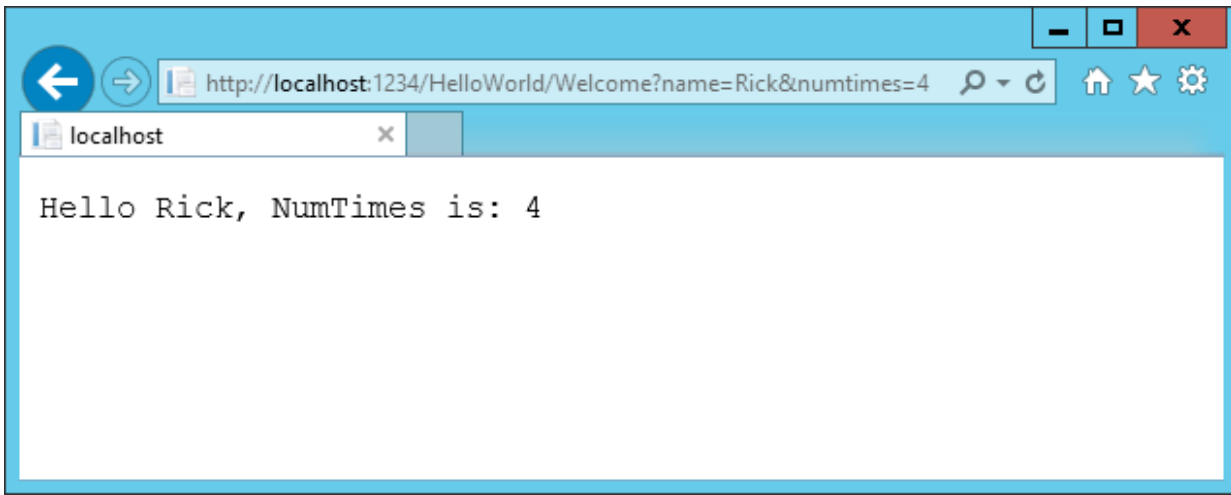 http://localhost:1234/HelloWorld/Welcome?name=Rick&numtimes=4
localhost
Hello Rick, NumTimes is: 4